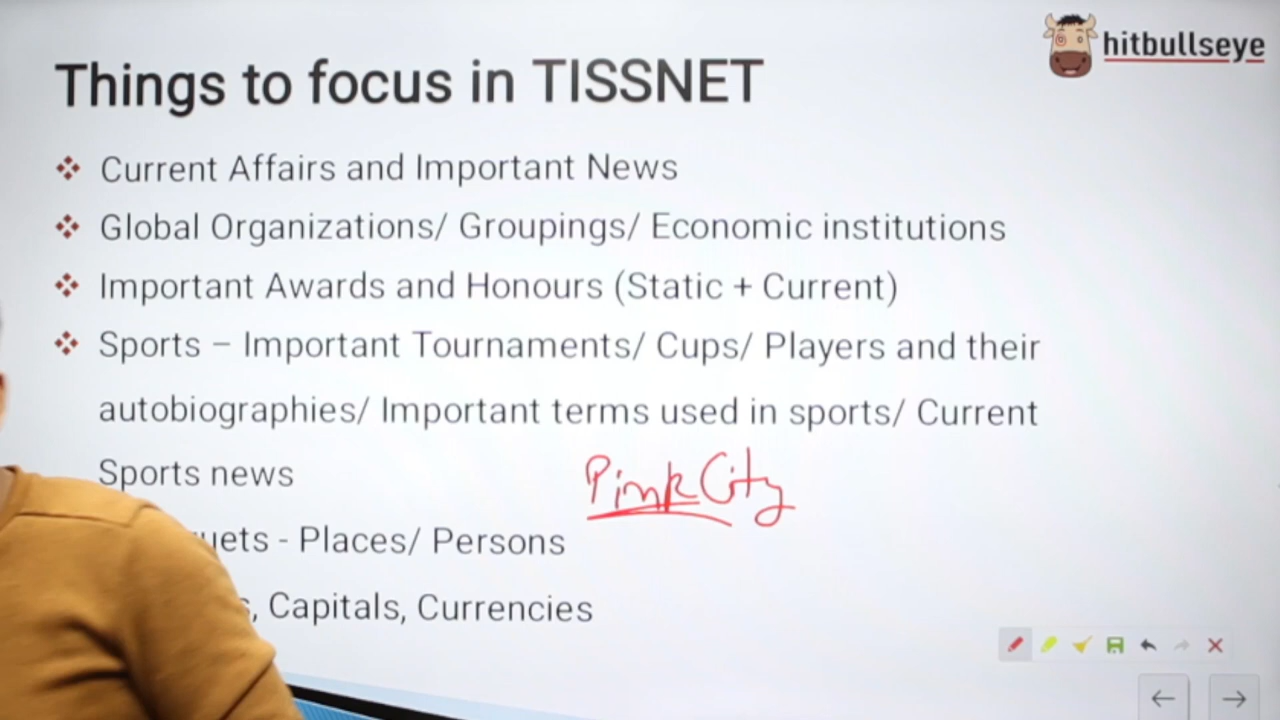 hitbullseye
Things to focus in TISSNET
Current Affairs and Important News
Global Organizations/ Groupings/ Economic institutions
Important Awards and Honours (Static + Current)
Sports – Important Tournaments/ Cups/ Players and their
autobiographies/ Important terms used in sports/ Current
Sports news
Pink City
- Places/ Persons
, Capitals, Currencies